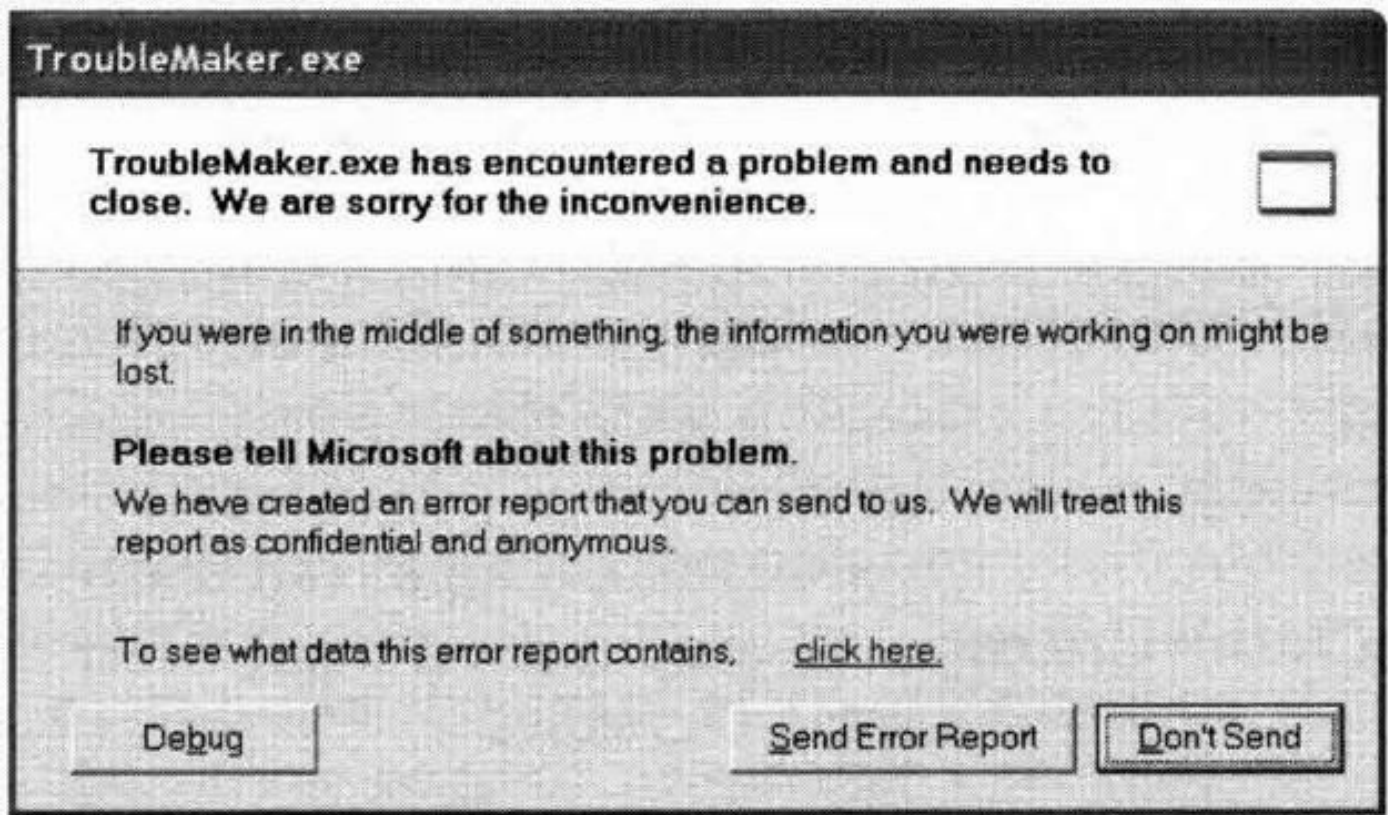 TroubleMaker.exe
TroubleMaker.exe has encountered a problem and needs to
close. We are sorry for the inconvenience.
If you were in the middle of something, the information you were working on might be
lost.
Please tell Microsoft about this problem.
We have created an error report that you can send to us. We will treat this
report as confidential and anonymous.
To see what data this error report contains, click here.
Debug Send Error Report Don't Send